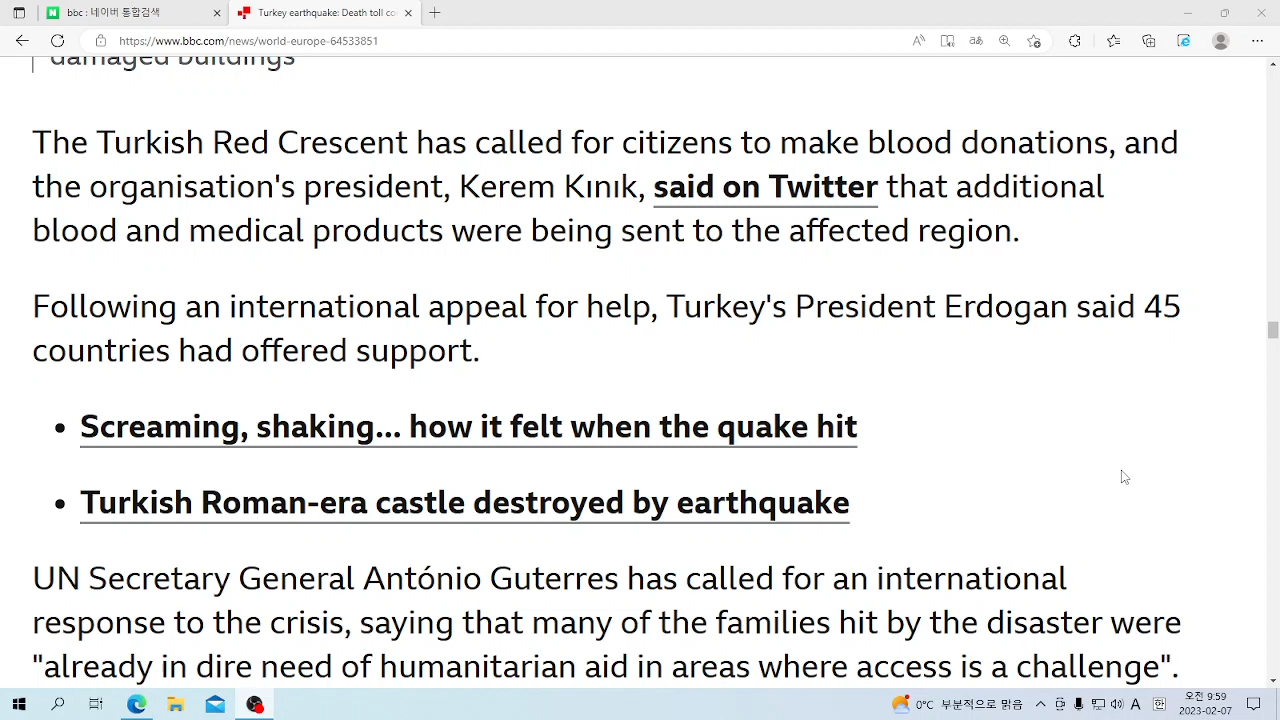 bbc : 네이버 통합검색
Turkey earthquake: Death toll co
https://www.bbc.com/news/world-europe-64533851
damaged buildings
The Turkish Red Crescent has called for citizens to make blood donations, and
the organisation's president, Kerem Kınık, said on Twitter that additional
blood and medical products were being sent to the affected region.
Following an international appeal for help, Turkey's President Erdogan said 45
countries had offered support.
• Screaming, shaking... how it felt when the quake hit
• Turkish Roman-era castle destroyed by earthquake
UN Secretary General António Guterres has called for an international
response to the crisis, saying that many of the families hit by the disaster were
"already in dire need of humanitarian aid in areas where access is a challenge".
0°C 부분적으로 맑음
A
오전 9:59
2023-02-07